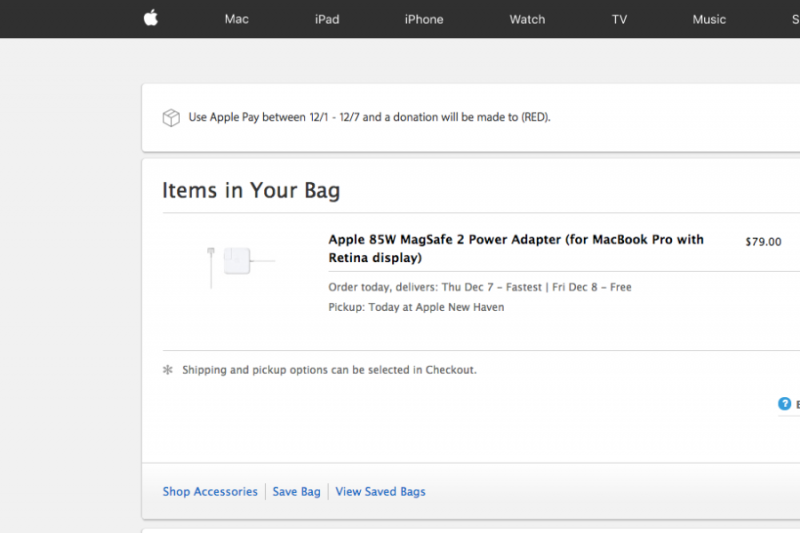 Mac iPad iPhone Watch TV Music S
Use Apple Pay between 12/1 - 12/7 and a donation will be made to (RED).
Items in Your Bag
Apple 85W MagSafe 2 Power Adapter (for MacBook Pro with $79.00
Retina display)
Order today, delivers: Thu Dec 7 – Fastest | Fri Dec 8 – Free
Pickup: Today at Apple New Haven
✻ Shipping and pickup options can be selected in Checkout.
?
Shop Accessories | Save Bag | View Saved Bags